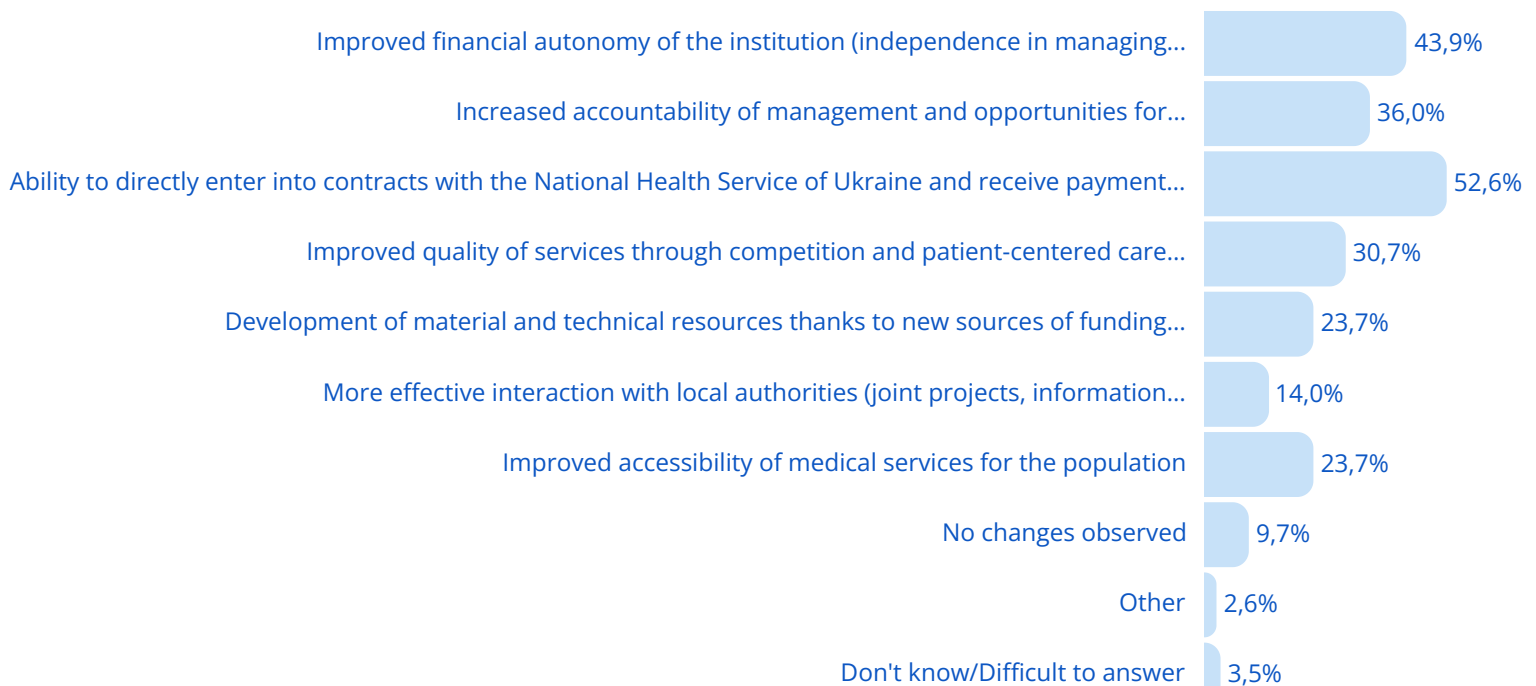 Improved financial autonomy of the institution (independence in managing... 43,9%
Increased accountability of management and opportunities for... 36,0%
Ability to directly enter into contracts with the National Health Service of Ukraine and receive payment... 52,6%
Improved quality of services through competition and patient-centered care... 30,7%
Development of material and technical resources thanks to new sources of funding... 23,7%
More effective interaction with local authorities (joint projects, information... 14,0%
Improved accessibility of medical services for the population 23,7%
No changes observed 9,7%
Other 2,6%
Don't know/Difficult to answer 3,5%